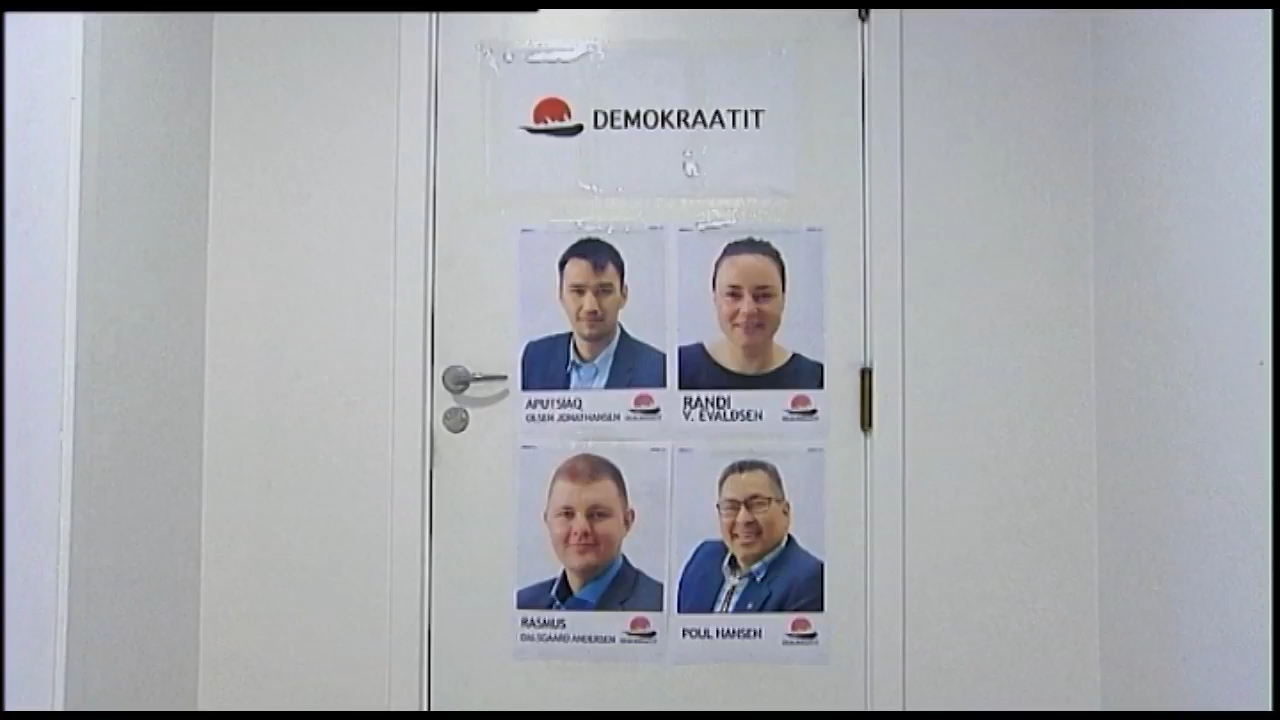 DEMOKRAATIT
APUTSIAQ
OLSEN JONATHANSEN
RANDI
V. EVALDSEN
RASMUS
DALSGAARD ANDERSEN
POUL HANSEN